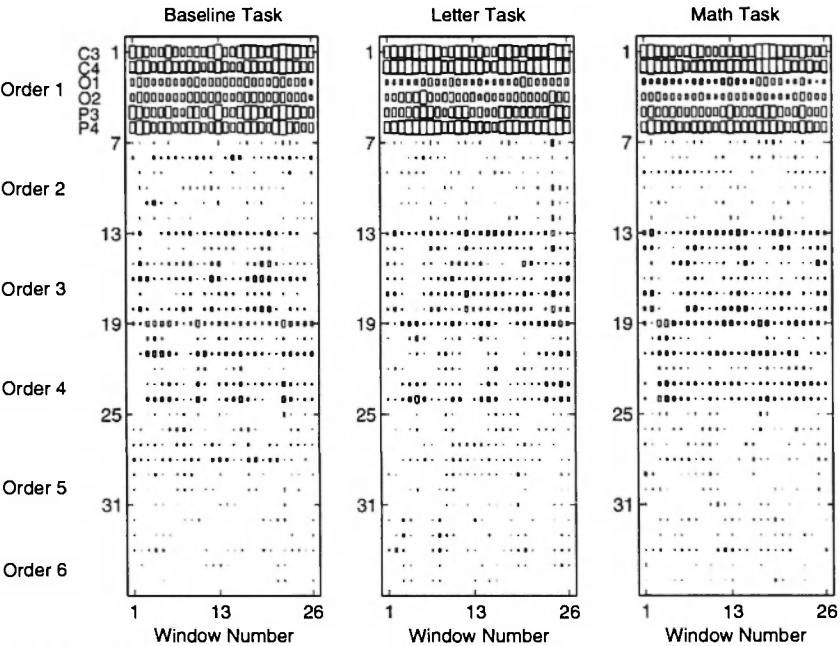 Baseline Task Letter Task Math Task
C3 1 1 1
C4
Order 1 O1
O2
P3
P4
7 7 7
Order 2
13 13 13
Order 3
19 19 19
Order 4
25 25 25
Order 5
31 31 31
Order 6
1 13 26 1 13 26 1 13 26
Window Number Window Number Window Number